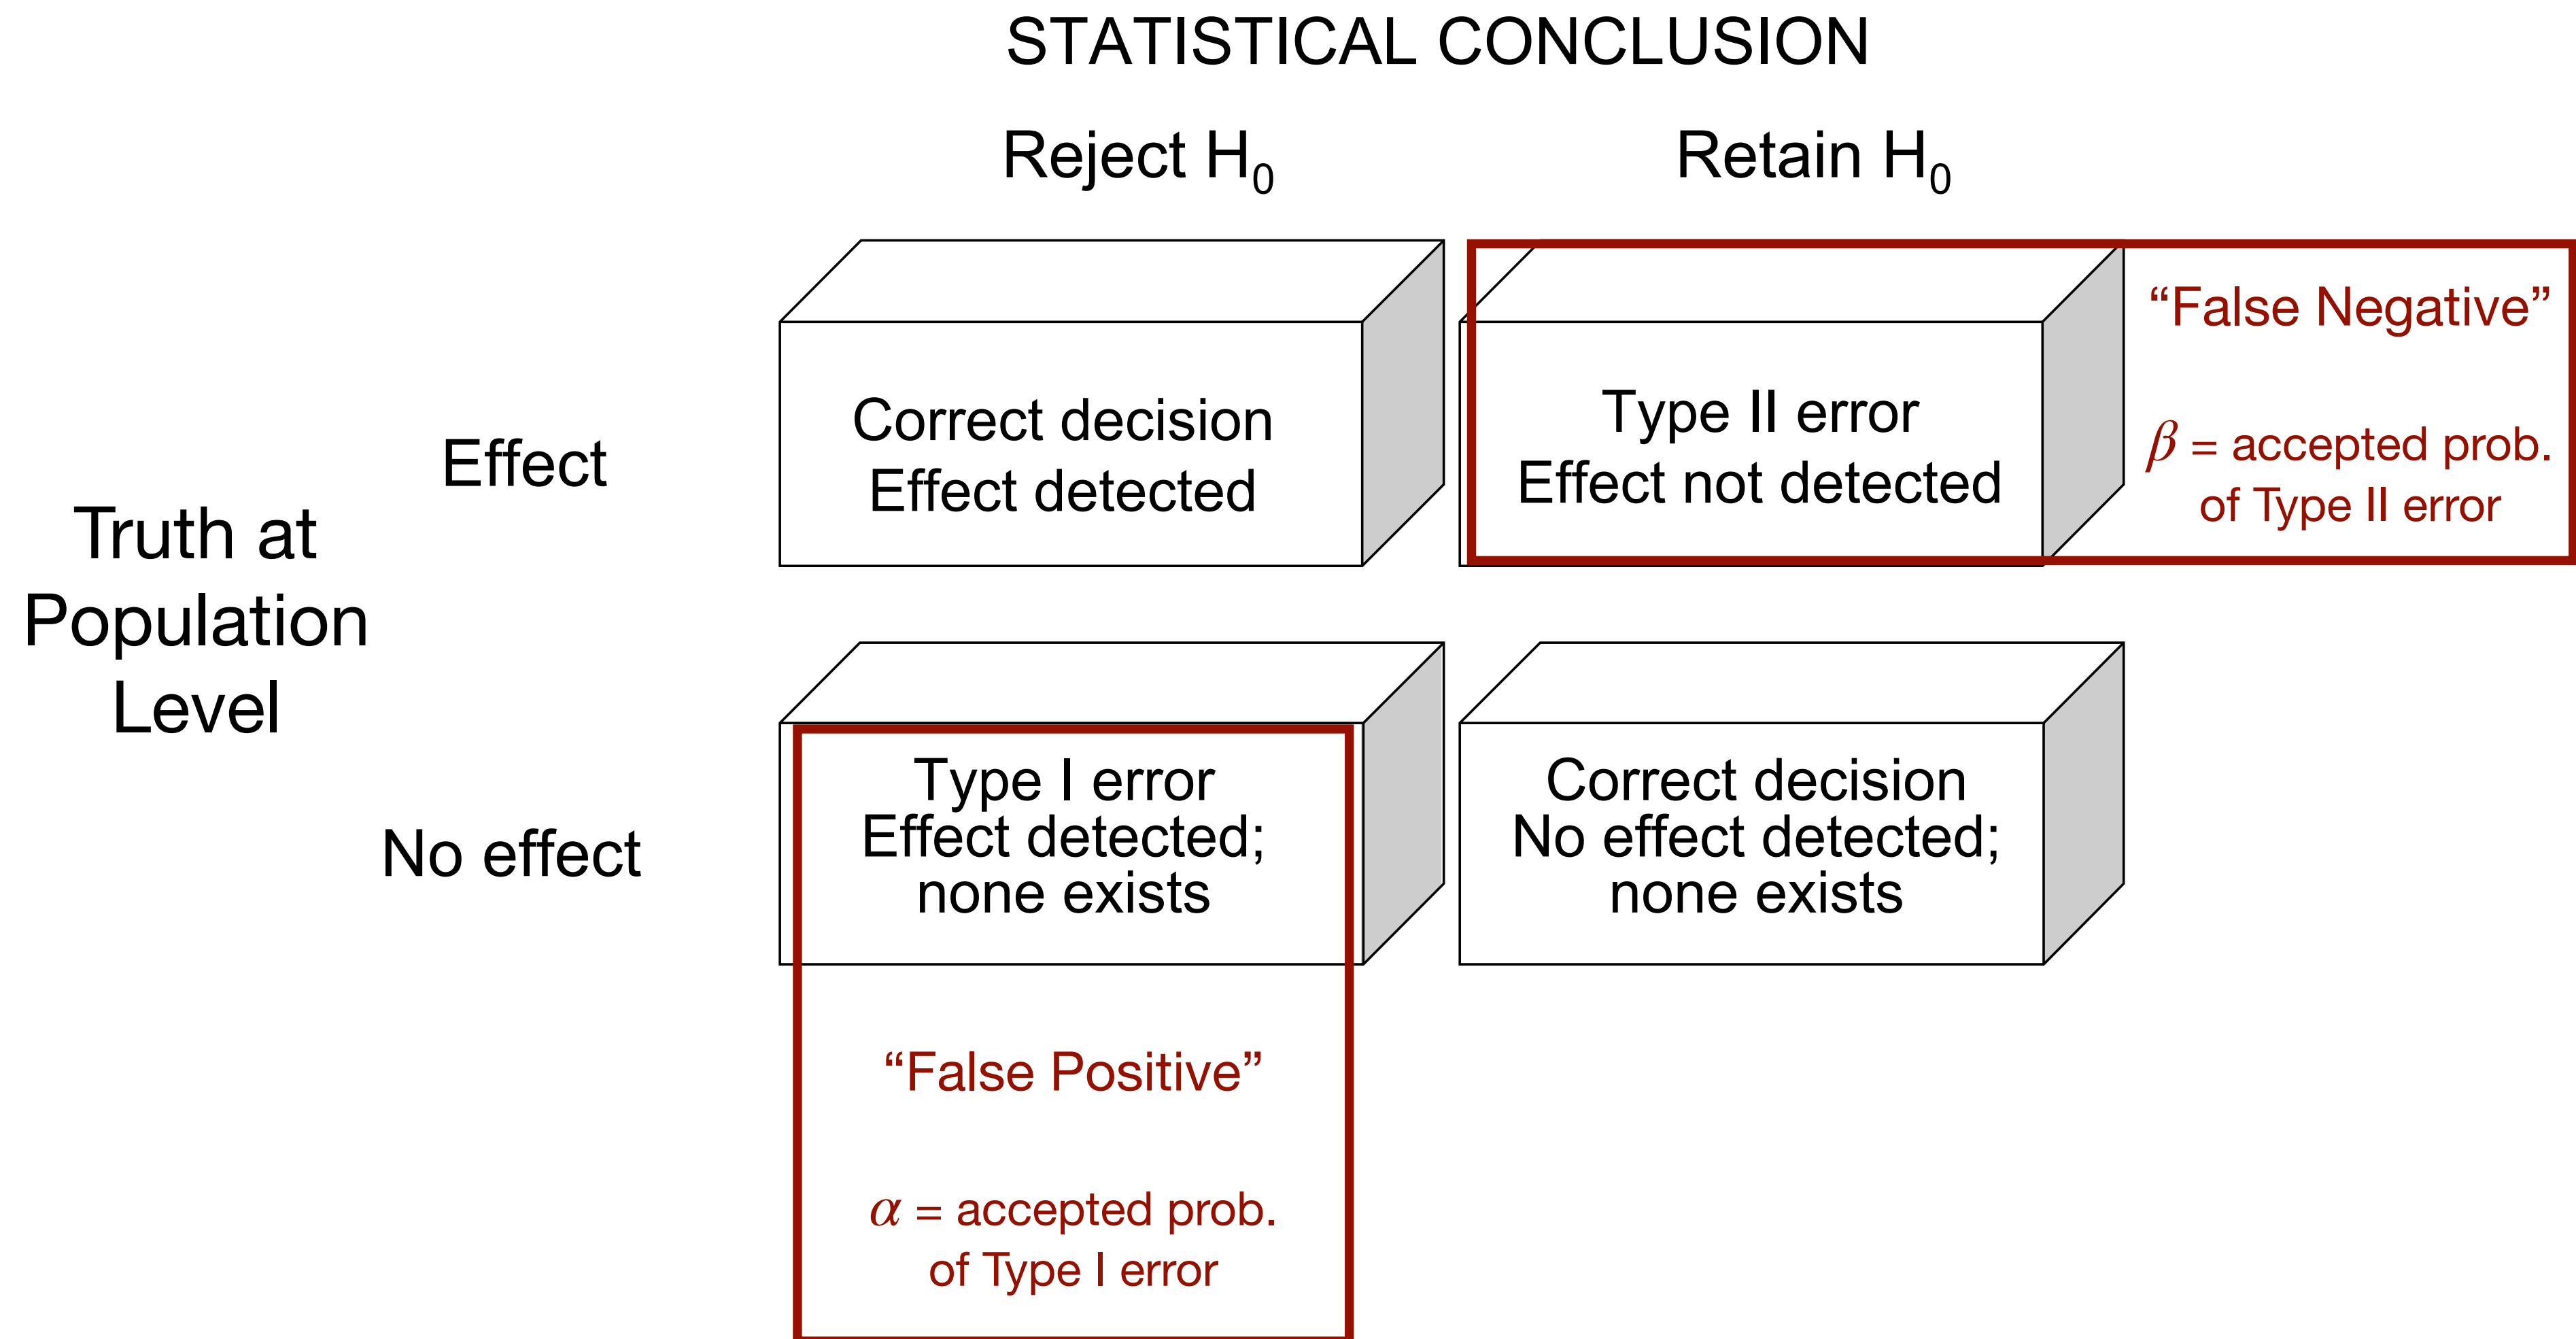 STATISTICAL CONCLUSION
Reject H₀
Retain H₀
Truth at
Population
Level
Effect
Correct decision
Effect detected
Type II error
Effect not detected
“False Negative”
β = accepted prob.
of Type II error
No effect
Type I error
Effect detected;
none exists
Correct decision
No effect detected;
none exists
“False Positive”
α = accepted prob.
of Type I error